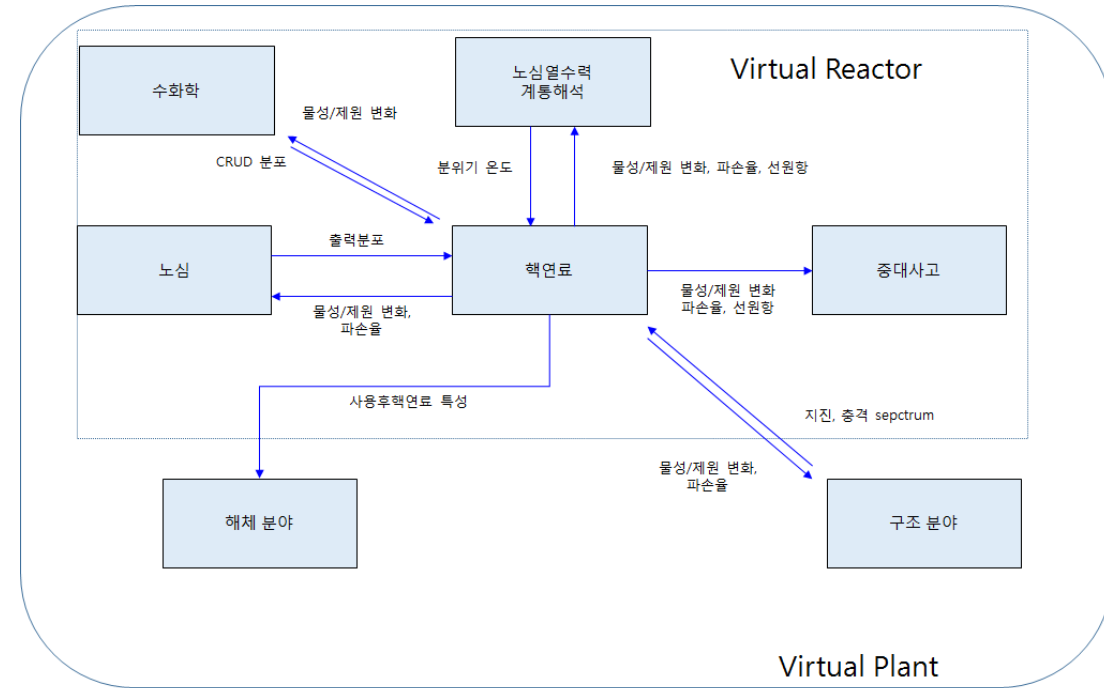 Virtual Reactor
수화학
노심열수력
계통해석
물성/제원 변화
CRUD 분포
분위기 온도
물성/제원 변화, 파손율, 선원항
노심
출력분포
핵연료
중대사고
물성/제원 변화,
파손율
물성/제원 변화
파손율, 선원항
사용후핵연료 특성
지진, 충격 sepctrum
물성/제원 변화,
파손율
해체 분야
구조 분야
Virtual Plant